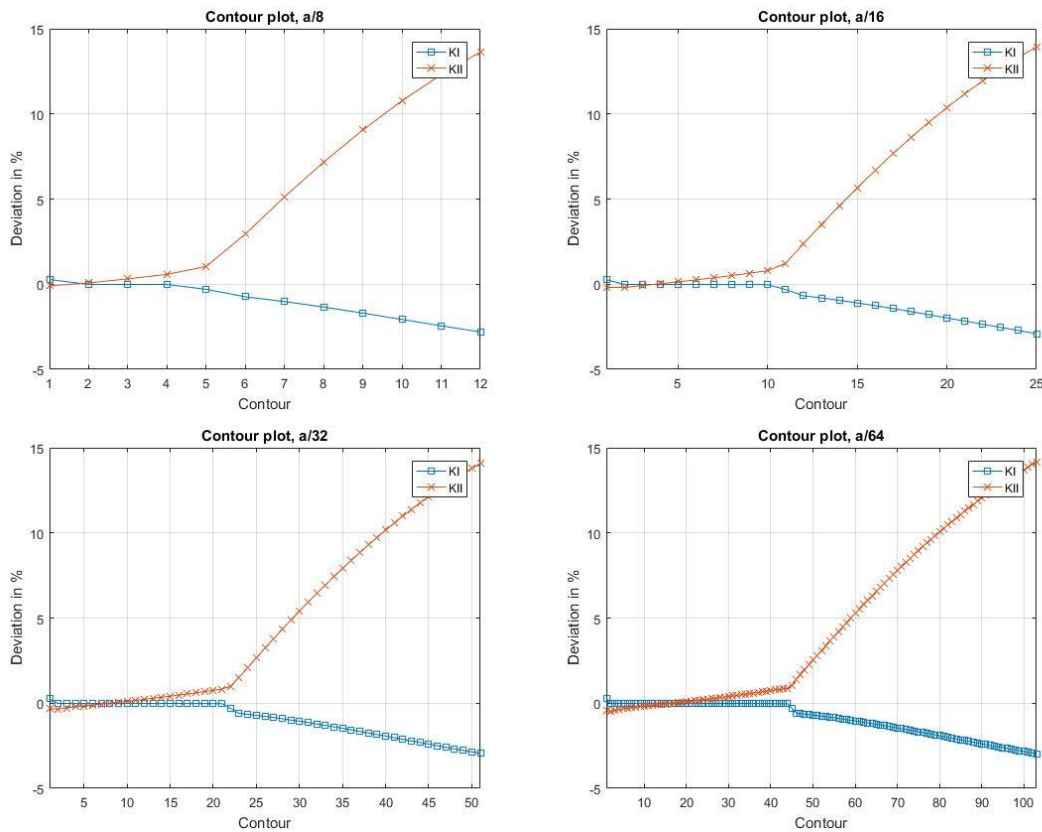 Contour plot, a/8
15
10
5
0
-5
Deviation in %
1 2 3 4 5 6 7 8 9 10 11 12
Contour
KI
KII
Contour plot, a/16
15
10
5
0
-5
Deviation in %
5 10 15 20 25
Contour
KI
KII
Contour plot, a/32
15
10
5
0
-5
Deviation in %
5 10 15 20 25 30 35 40 45 50
Contour
KI
KII
Contour plot, a/64
15
10
5
0
-5
Deviation in %
10 20 30 40 50 60 70 80 90 100
Contour
KI
KII